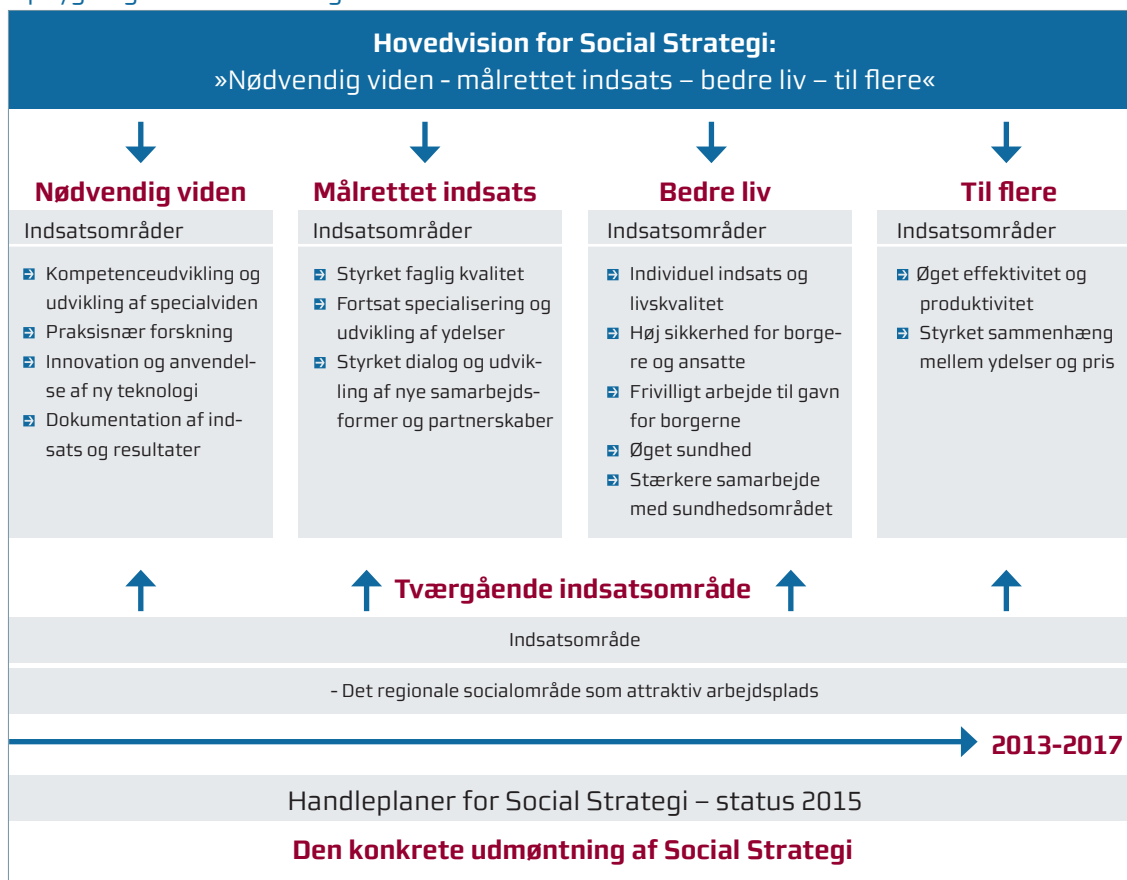 Hovedvision for Social Strategi:
»Nødvendig viden - målrettet indsats – bedre liv – til flere«
Nødvendig viden
Indsatsområder
Kompetenceudvikling og
udvikling af specialviden
Praksisnær forskning
Innovation og anvendel-
se af ny teknologi
Dokumentation af ind-
sats og resultater
Målrettet indsats
Indsatsområder
Styrket faglig kvalitet
Fortsat specialisering og
udvikling af ydelser
Styrket dialog og udvik-
ling af nye samarbejds-
former og partnerskaber
Bedre liv
Indsatsområder
Individuel indsats og
livskvalitet
Høj sikkerhed for borge-
re og ansatte
Frivilligt arbejde til gavn
for borgerne
Øget sundhed
Stærkere samarbejde
med sundhedsområdet
Til flere
Indsatsområder
Øget effektivitet og
produktivitet
Styrket sammenhæng
mellem ydelser og pris
Tværgående indsatsområde
Indsatsområde
- Det regionale socialområde som attraktiv arbejdsplads
2013-2017
Handleplaner for Social Strategi – status 2015
Den konkrete udmøntning af Social Strategi